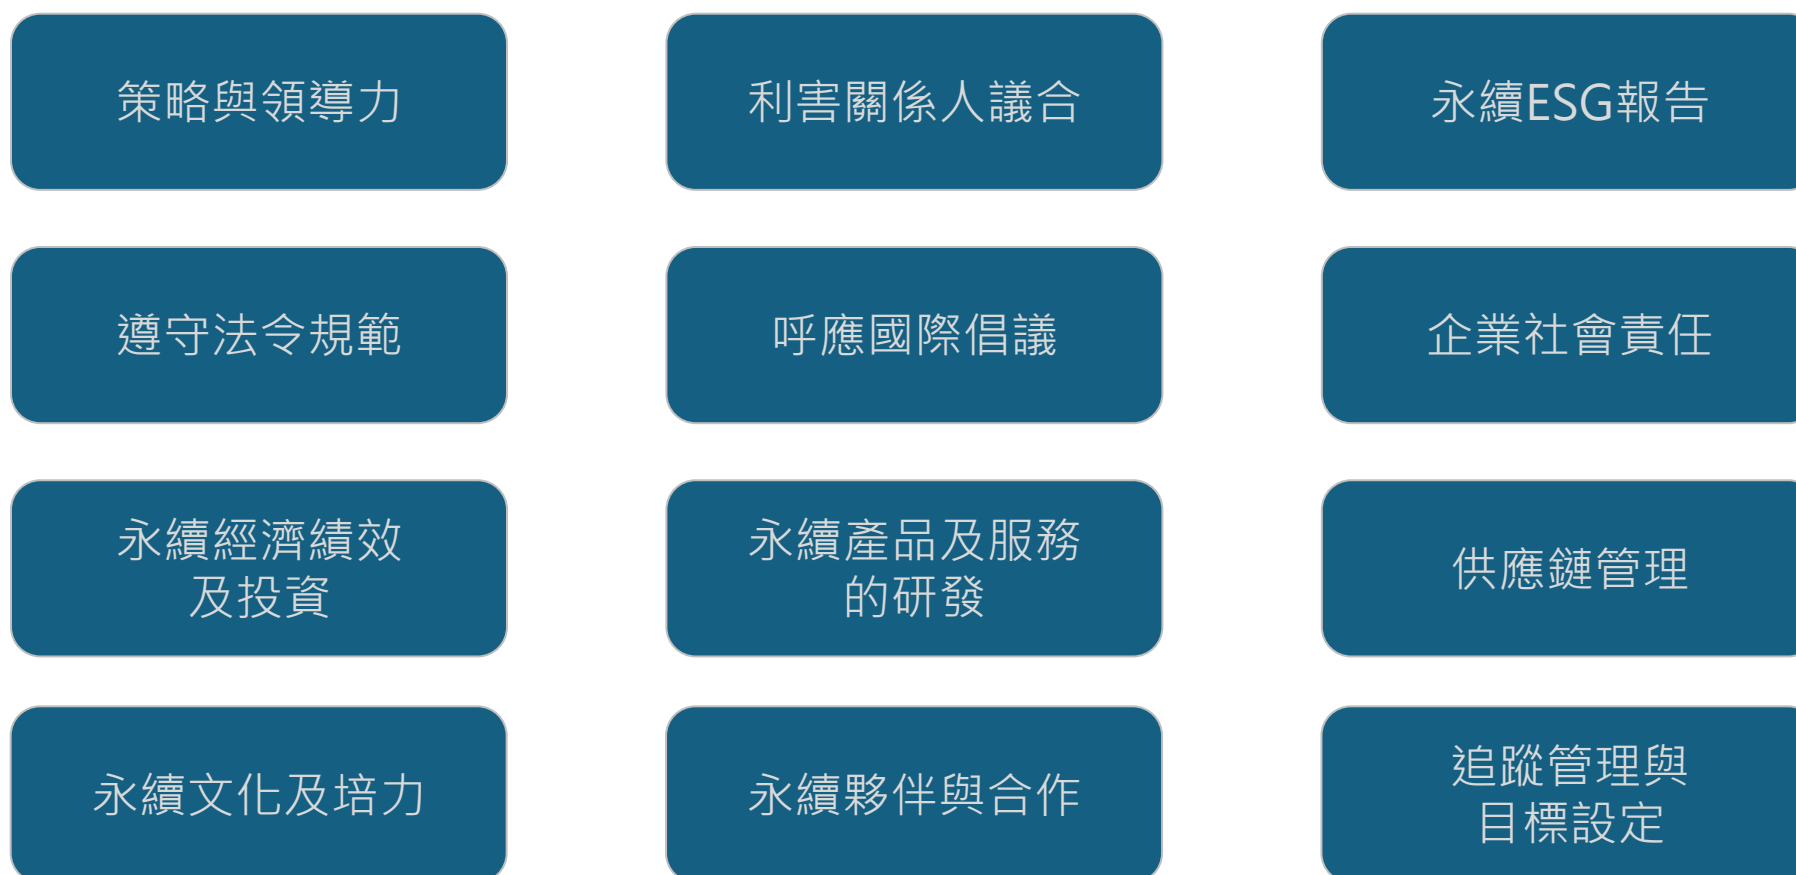 策略與領導力
利害關係人議合
永續ESG報告
遵守法令規範
呼應國際倡議
企業社會責任
永續經濟績效
及投資
永續產品及服務
的研發
供應鏈管理
永續文化及培力
永續夥伴與合作
追蹤管理與
目標設定